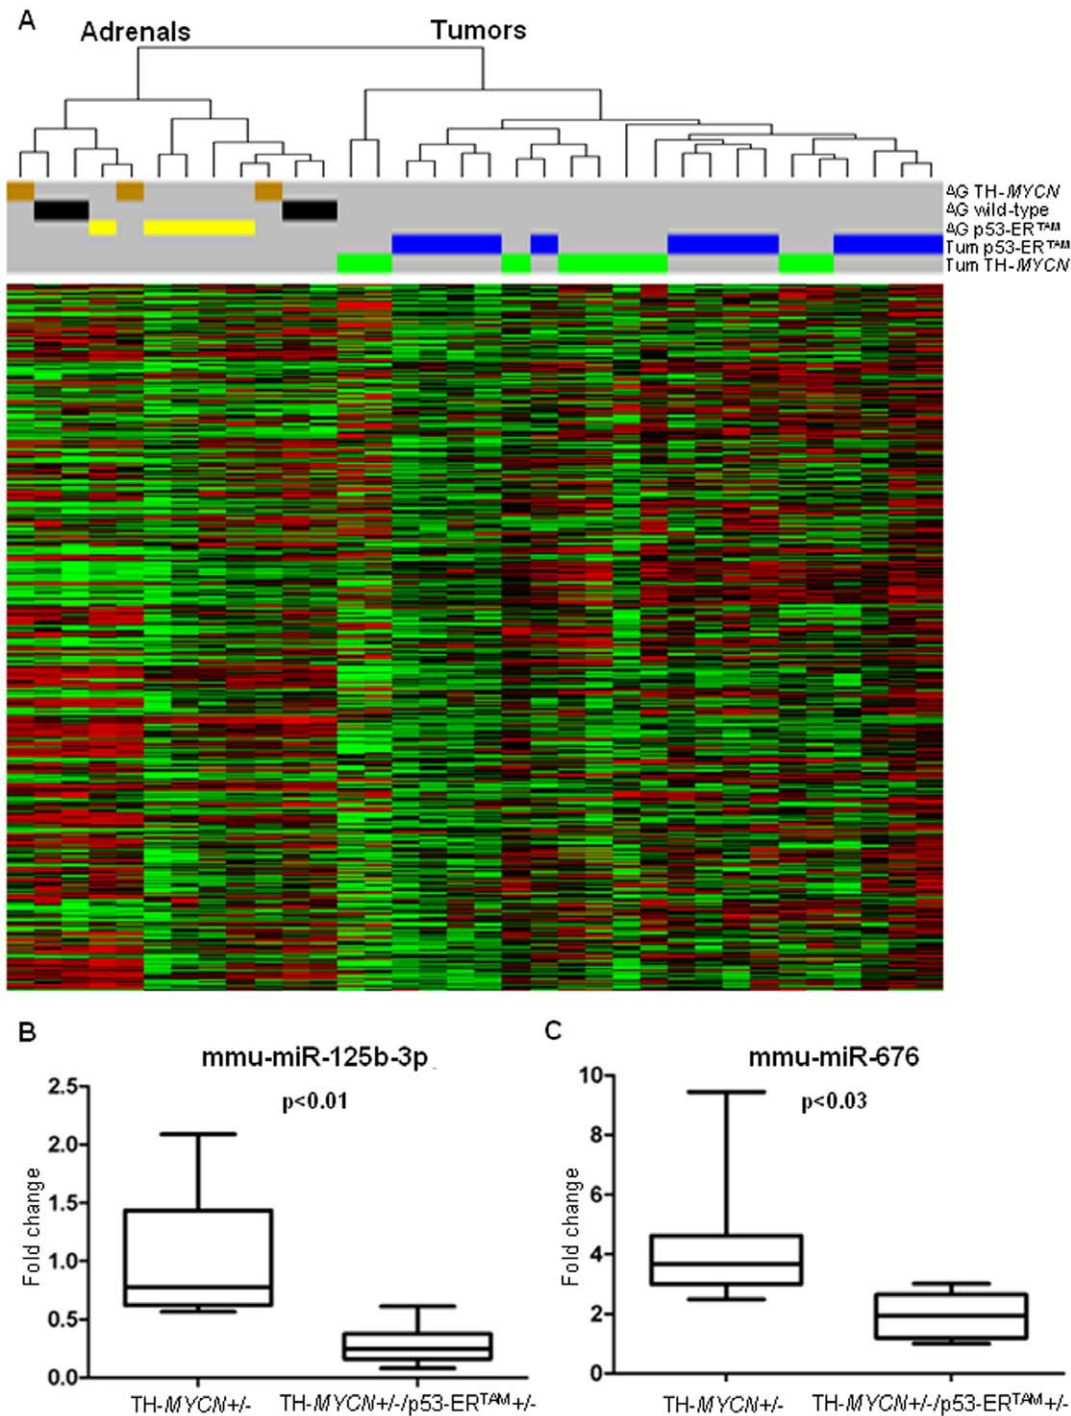 A
Adrenals Tumors
AG TH-MYCN
AG wild-type
AG p53-ERTAM
Tum p53-ERTAM
Tum TH-MYCN
B
mmu-miR-125b-3p
p<0.01
Fold change
2.5
2.0
1.5
1.0
0.5
0.0
TH-MYCN+/- TH-MYCN+/-/p53-ERTAM+/-
C
mmu-miR-676
p<0.03
Fold change
10
8
6
4
2
0
TH-MYCN+/- TH-MYCN+/-/p53-ERTAM+/-